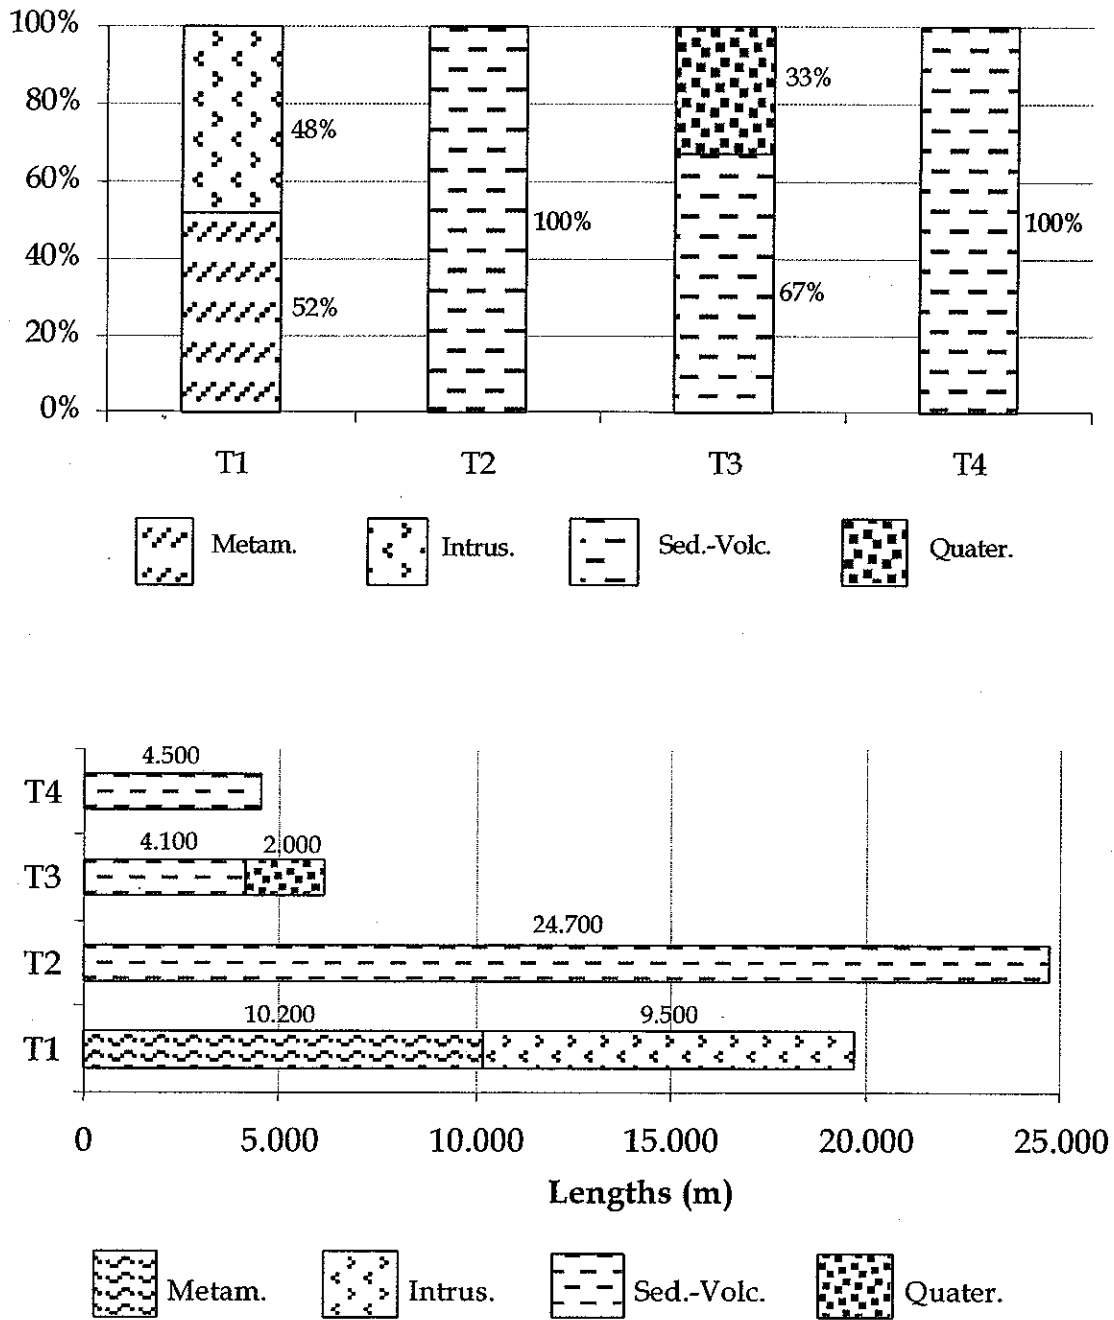 100%
80%
60%
40%
20%
0%
48%
52%
100%
33%
67%
100%
T1 T2 T3 T4
Metam. Intrus. Sed.-Volc. Quater.
4.500
T4
4.100 2.000
T3
24.700
T2
10.200 9.500
T1
0 5.000 10.000 15.000 20.000 25.000
Lengths (m)
Metam. Intrus. Sed.-Volc. Quater.